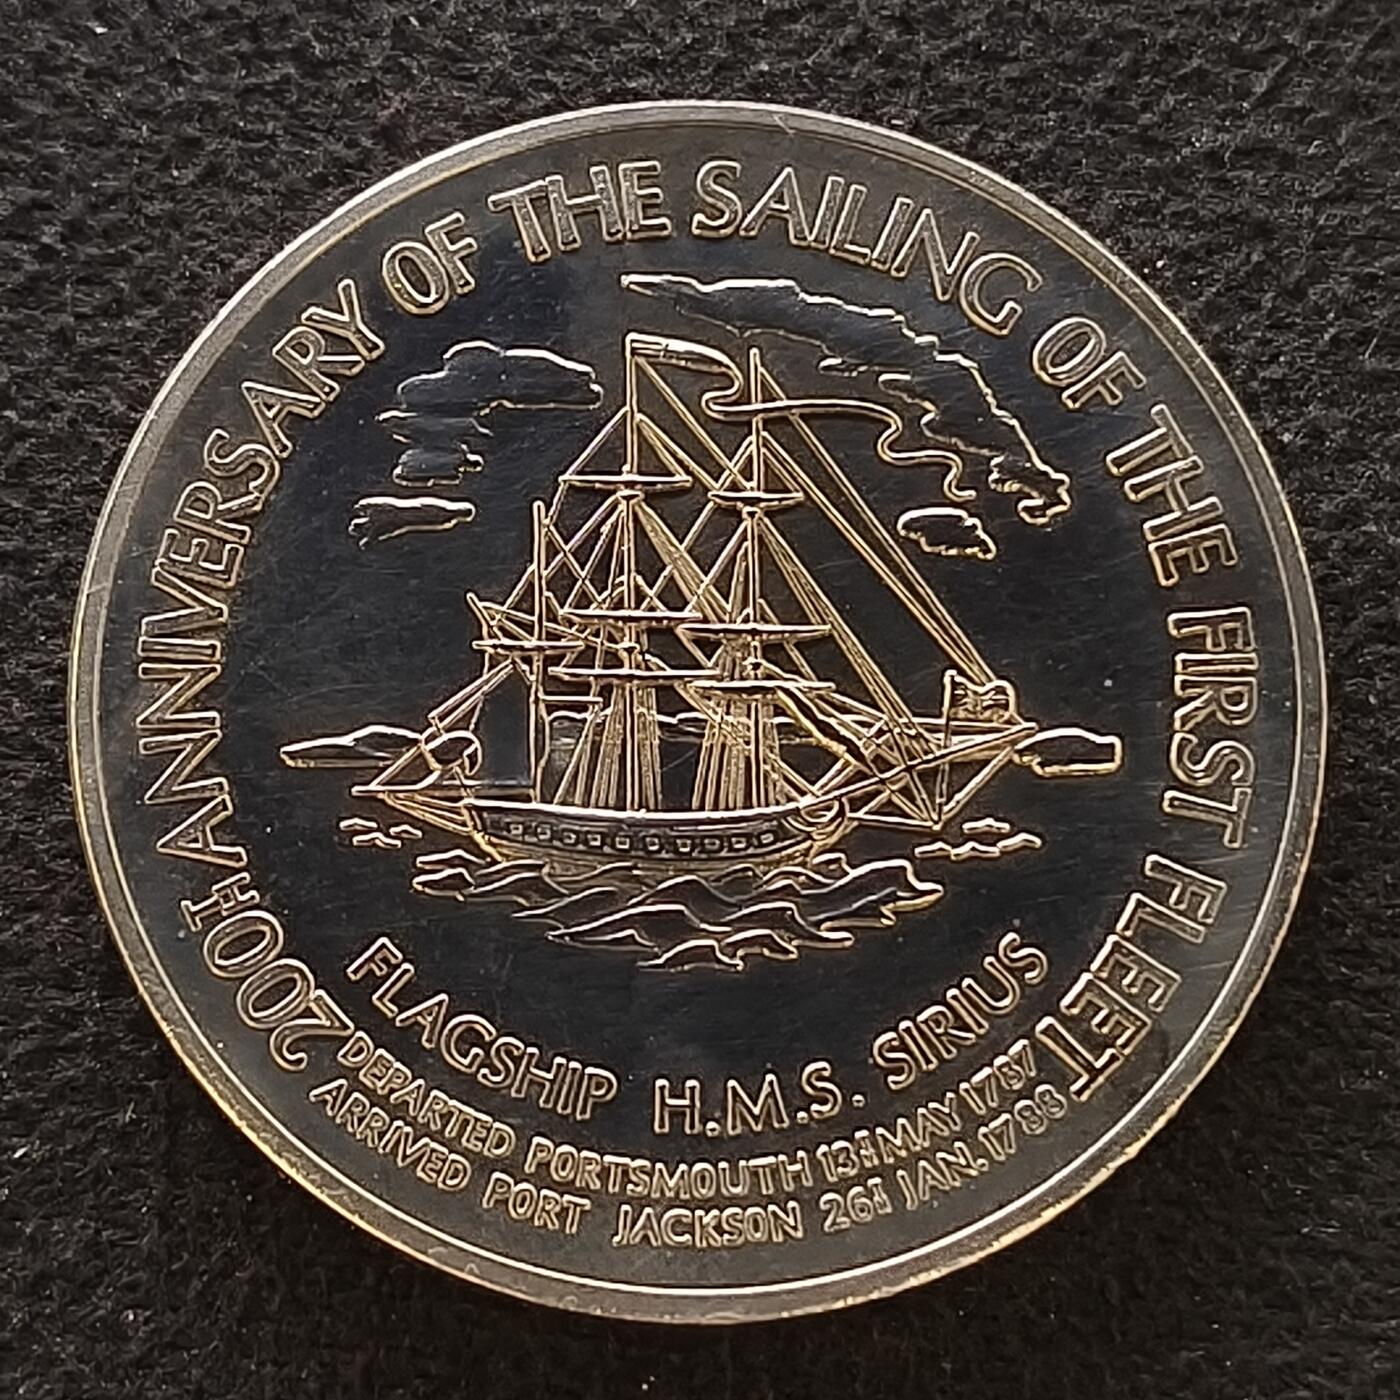 200TH ANNIVERSARY OF THE SAILING OF THE FIRST FLEET
FLAGSHIP H.M.S. SIRIUS
DEPARTED PORTSMOUTH 13TH MAY 1787
ARRIVED PORT JACKSON 26TH JAN. 1788